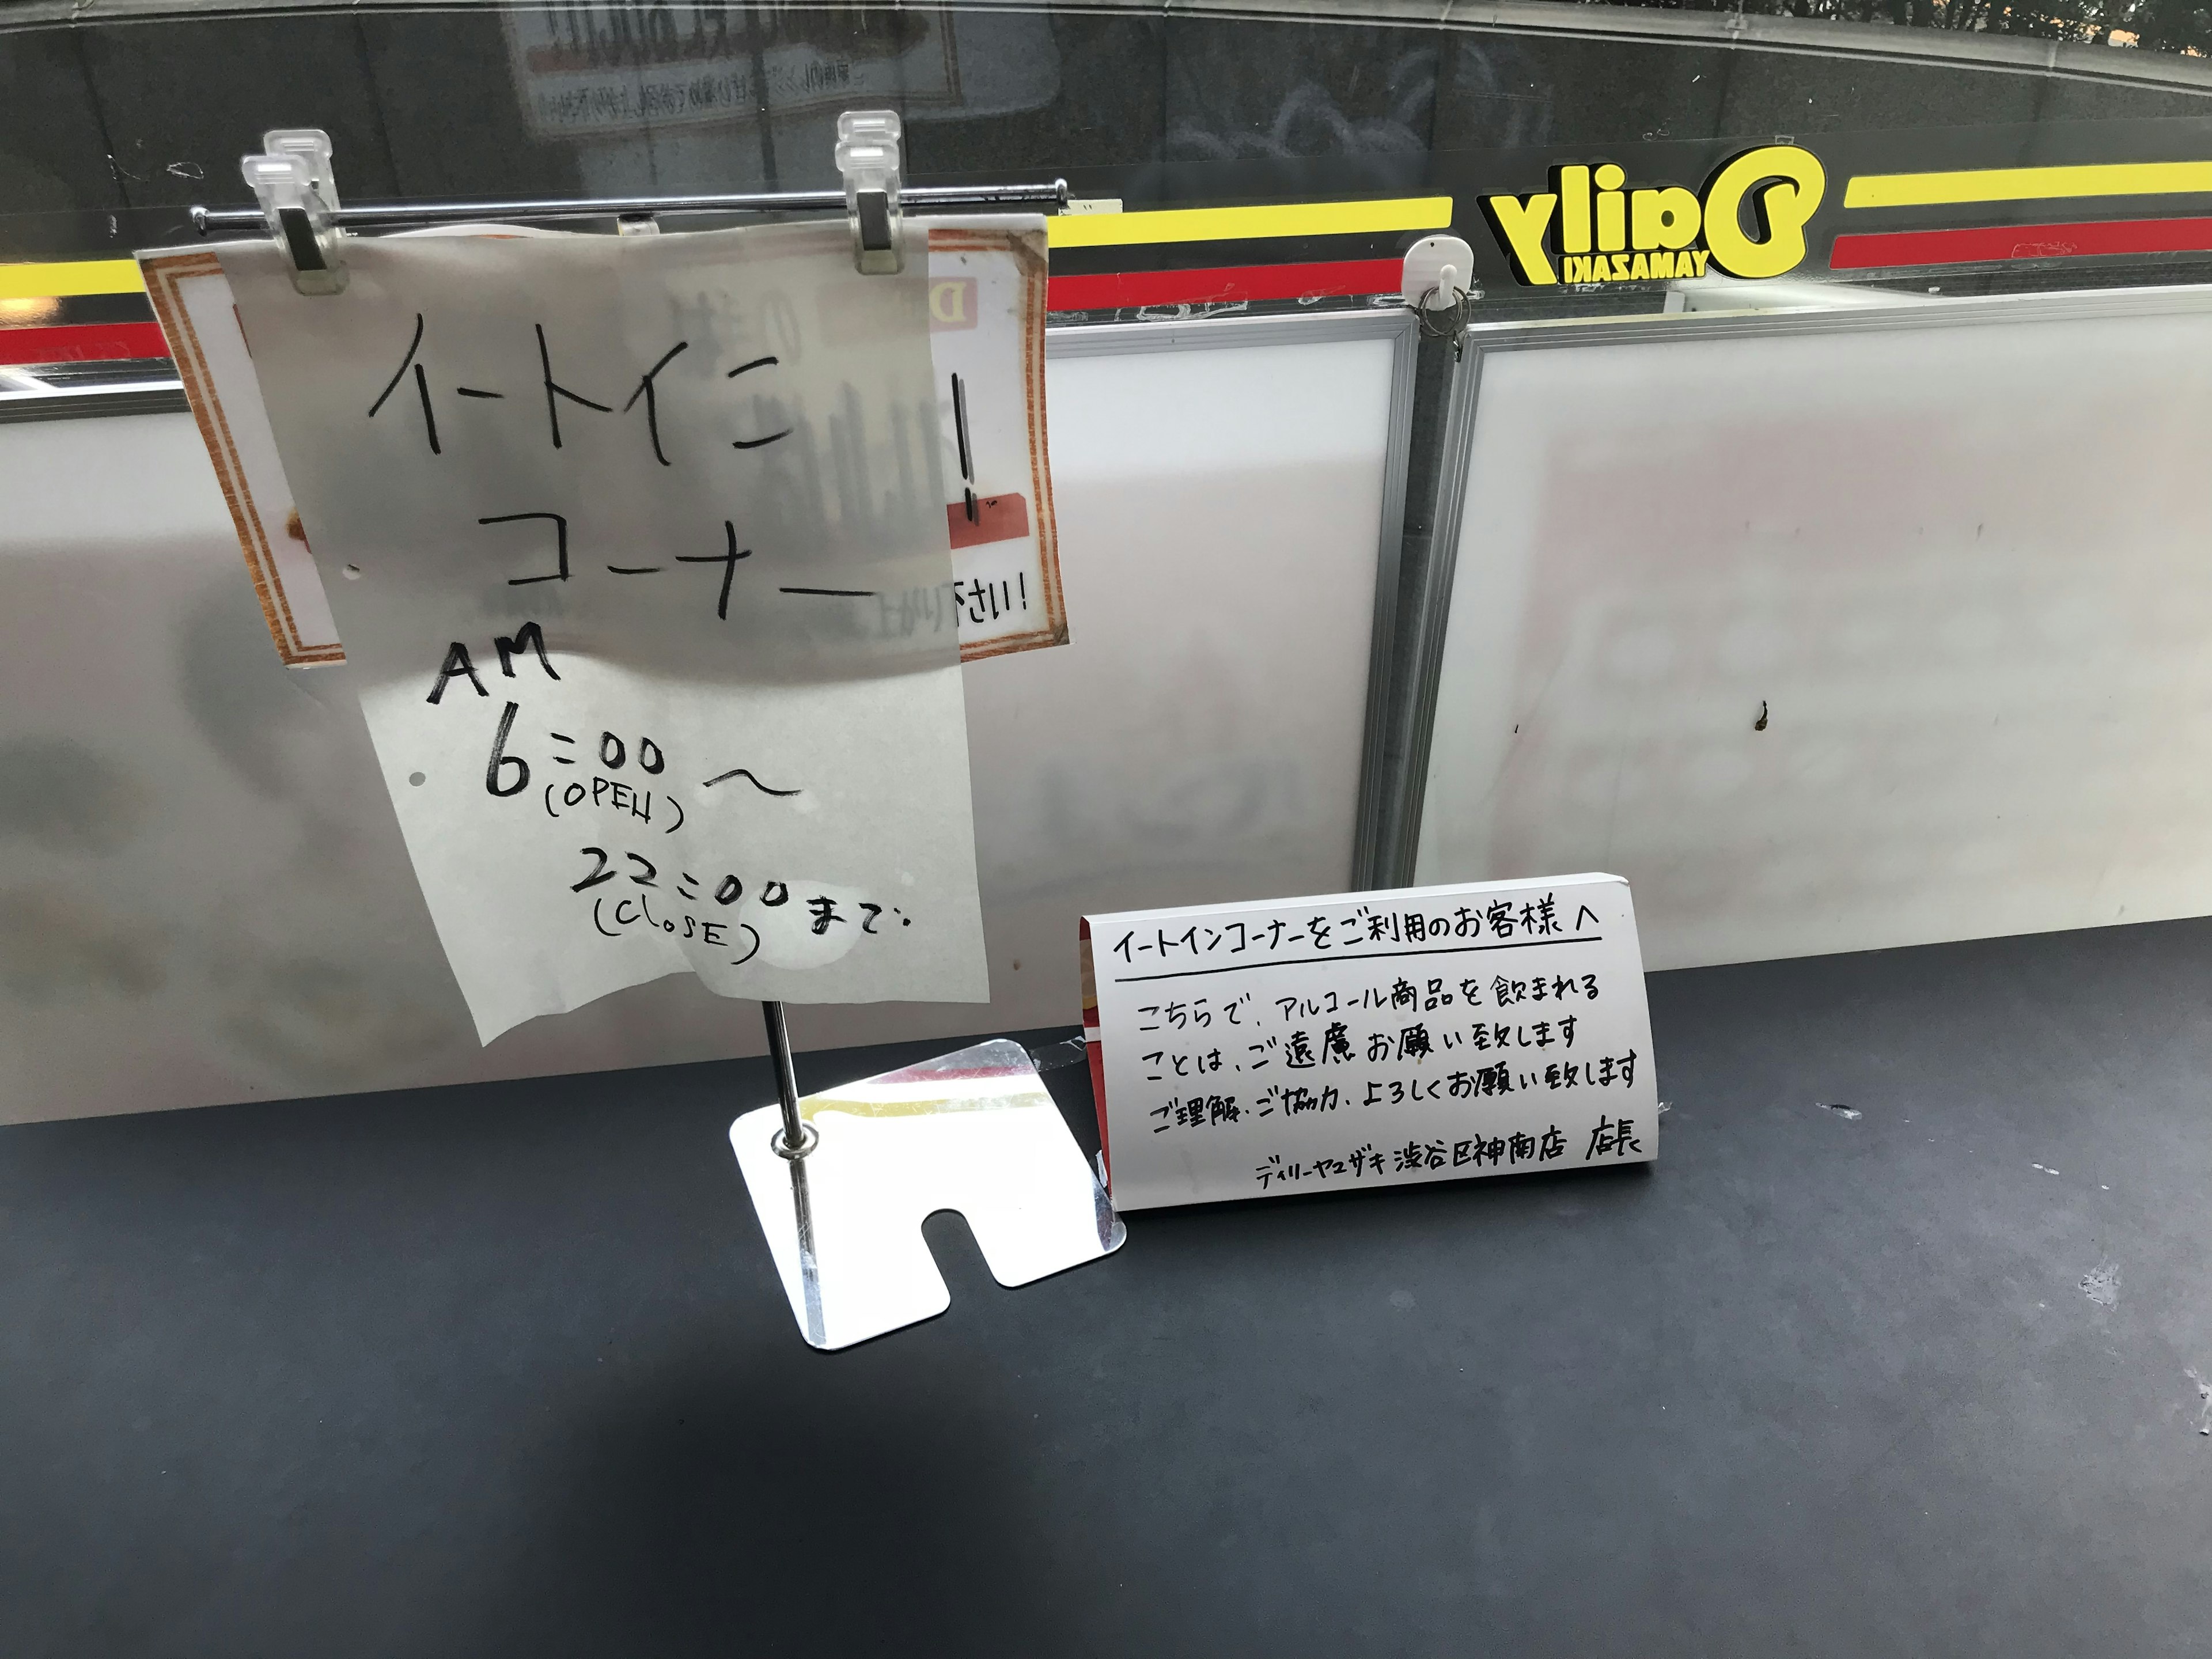 Daily
YAMAZAKI
イートイン
コーナー
AM
6:00 〜
(OPEN)
22:00 まで.
(CLOSE)
イートインコーナーをご利用のお客様へ
こちらで、アルコール商品を飲まれる
ことは、ご遠慮お願い致します
ご理解、ご協力、よろしくお願い致します
デイリーヤマザキ渋谷区神南店 店長